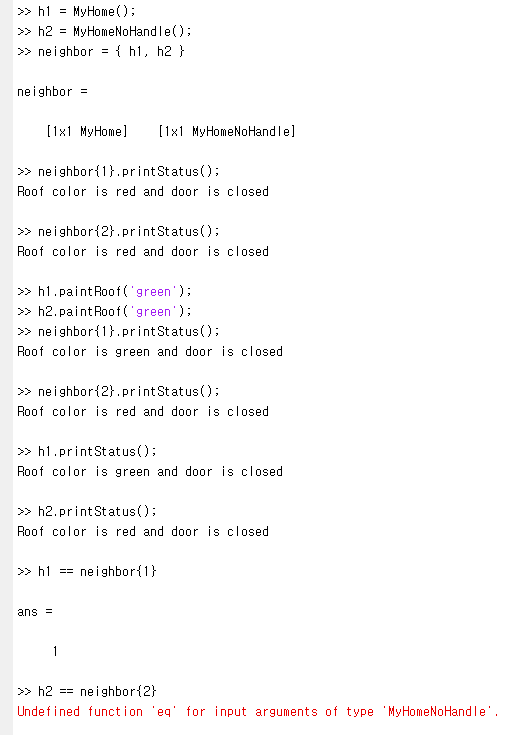 >> h1 = MyHome();
>> h2 = MyHomeNoHandle();
>> neighbor = { h1, h2 }
neighbor =
[1x1 MyHome]    [1x1 MyHomeNoHandle]
>> neighbor{1}.printStatus();
Roof color is red and door is closed
>> neighbor{2}.printStatus();
Roof color is red and door is closed
>> h1.paintRoof('green');
>> h2.paintRoof('green');
>> neighbor{1}.printStatus();
Roof color is green and door is closed
>> neighbor{2}.printStatus();
Roof color is red and door is closed
>> h1.printStatus();
Roof color is green and door is closed
>> h2.printStatus();
Roof color is red and door is closed
>> h1 == neighbor{1}
ans =
1
>> h2 == neighbor{2}
Undefined function 'eq' for input arguments of type 'MyHomeNoHandle'.